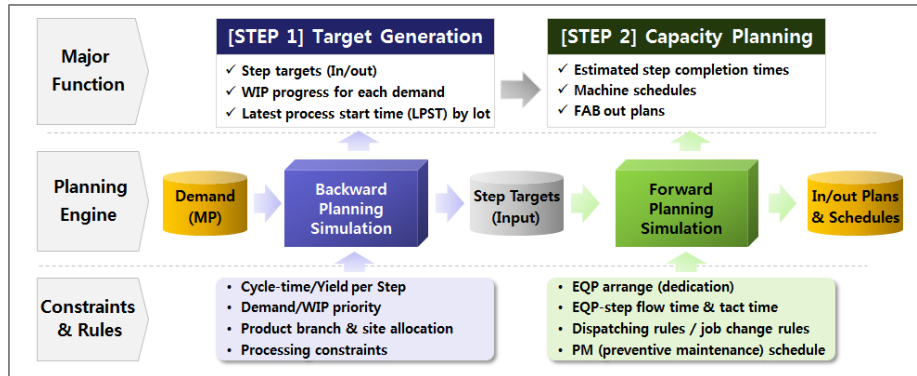 Major
Function
[STEP 1] Target Generation
✓ Step targets (In/out)
✓ WIP progress for each demand
✓ Latest process start time (LPST) by lot
[STEP 2] Capacity Planning
✓ Estimated step completion times
✓ Machine schedules
✓ FAB out plans
Planning
Engine
Demand
(MP)
Backward
Planning
Simulation
Step Targets
(Input)
Forward
Planning
Simulation
In/out Plans
& Schedules
Constraints
& Rules
• Cycle-time/Yield per Step
• Demand/WIP priority
• Product branch & site allocation
• Processing constraints
• EQP arrange (dedication)
• EQP-step flow time & tact time
• Dispatching rules / job change rules
• PM (preventive maintenance) schedule